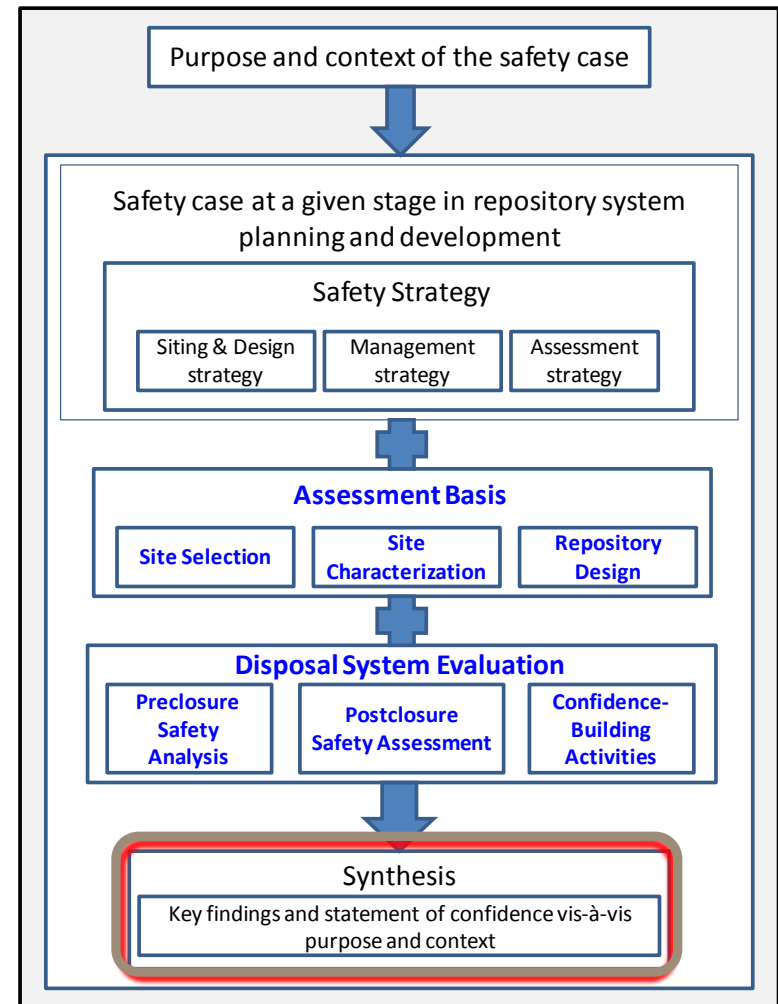 Purpose and context of the safety case
Safety case at a given stage in repository system
planning and development
Safety Strategy
Siting & Design
strategy
Management
strategy
Assessment
strategy
Assessment Basis
Site Selection
Site
Characterization
Repository
Design
Disposal System Evaluation
Preclosure
Safety
Analysis
Postclosure
Safety Assessment
Confidence-
Building
Activities
Synthesis
Key findings and statement of confidence vis-à-vis
purpose and context